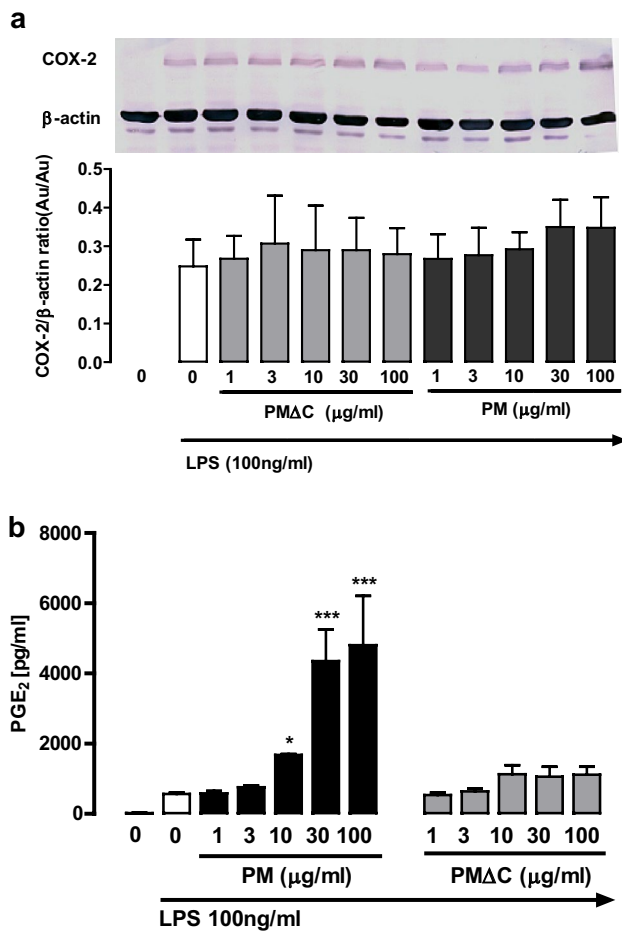 a
COX-2
β-actin
COX-2/β-actin ratio(Au/Au)
0.5
0.4
0.3
0.2
0.1
0.0
0 0 1 3 10 30 100 1 3 10 30 100
PMΔC (μg/ml) PM (μg/ml)
LPS (100ng/ml)
b
PGE2 [pg/ml]
8000
6000
4000
2000
0
* *** ***
0 0 1 3 10 30 100 1 3 10 30 100
PM (μg/ml) PMΔC (μg/ml)
LPS 100ng/ml